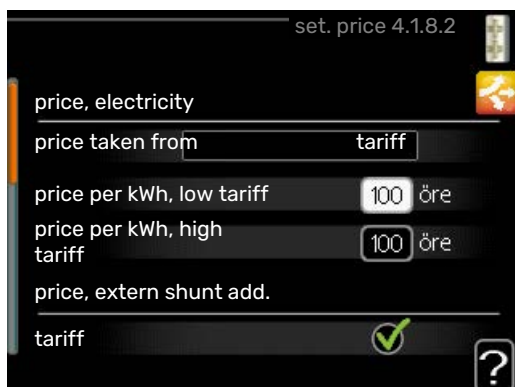 set. price 4.1.8.2
price, electricity
price taken from tariff
price per kWh, low tariff 100 öre
price per kWh, high
tariff 100 öre
price, extern shunt add.
tariff
?